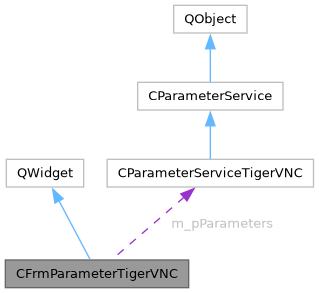 QObject
CParameterService
QWidget
CParameterServiceTigerVNC
m_pParameters
CFrmParameterTigerVNC